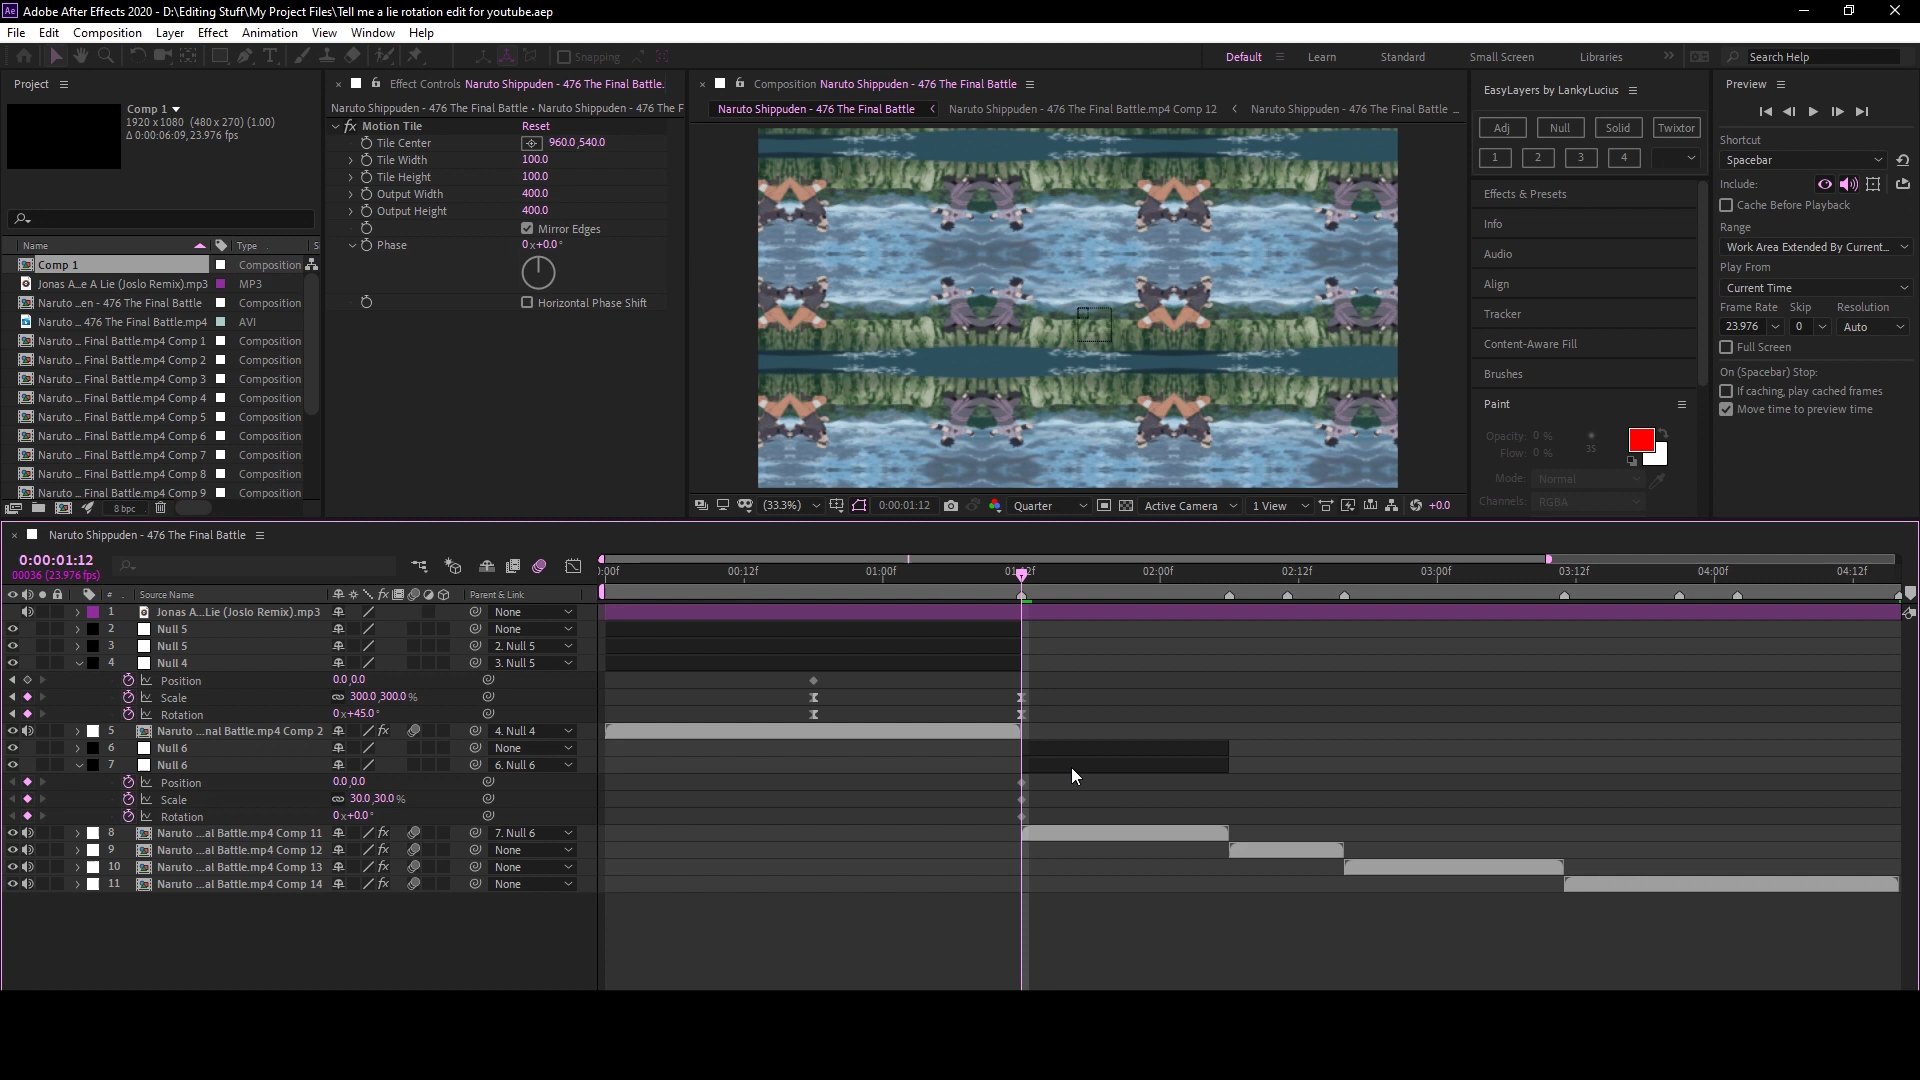 Adobe After Effects 2020 - D:\Editing Stuff\My Project Files\Tell me a lie rotation edit for youtube.aep
File Edit Composition Layer Effect Animation View Window Help
Snapping
Default Learn Standard Small Screen Libraries Search Help
Project
Comp 1
1920 x 1080 (480 x 270) (1.00)
Δ 0:00:06:09, 23.976 fps
Name Type S
Comp 1 Composition
Jonas A...e A Lie (Joslo Remix).mp3 MP3
Naruto ...en - 476 The Final Battle Composition
Naruto ... 476 The Final Battle.mp4 AVI
Naruto ... Final Battle.mp4 Comp 1 Composition
Naruto ... Final Battle.mp4 Comp 2 Composition
Naruto ... Final Battle.mp4 Comp 3 Composition
Naruto ... Final Battle.mp4 Comp 4 Composition
Naruto ... Final Battle.mp4 Comp 5 Composition
Naruto ... Final Battle.mp4 Comp 6 Composition
Naruto ... Final Battle.mp4 Comp 7 Composition
Naruto ... Final Battle.mp4 Comp 8 Composition
Naruto ... Final Battle.mp4 Comp 9 Composition
8 bpc
Effect Controls Naruto Shippuden - 476 The Final Battle.
Naruto Shippuden - 476 The Final Battle • Naruto Shippuden - 476 The F
fx Motion Tile Reset
Tile Center 960.0,540.0
Tile Width 100.0
Tile Height 100.0
Output Width 400.0
Output Height 400.0
Mirror Edges
Phase 0x+0.0°
Horizontal Phase Shift
Composition Naruto Shippuden - 476 The Final Battle
Naruto Shippuden - 476 The Final Battle Naruto Shippuden - 476 The Final Battle.mp4 Comp 12 Naruto Shippuden - 476 The Final Battle ...
(33.3%) 0:00:01:12 Quarter Active Camera 1 View +0.0
EasyLayers by LankyLucius
Adj Null Solid Twixtor
1 2 3 4
Effects & Presets
Info
Audio
Align
Tracker
Content-Aware Fill
Brushes
Paint
Opacity: 0 %
Flow: 0 % 35
Mode: Normal
Channels: RGBA
Preview
Shortcut
Spacebar
Include:
Cache Before Playback
Range
Work Area Extended By Current...
Play From
Current Time
Frame Rate Skip Resolution
23.976 0 Auto
Full Screen
On (Spacebar) Stop:
If caching, play cached frames
Move time to preview time
Naruto Shippuden - 476 The Final Battle
0:00:01:12
00036 (23.976 fps)
:00f 00:12f 01:00f 01:12f 02:00f 02:12f 03:00f 03:12f 04:00f 04:12f
# Source Name fx Parent & Link
1 Jonas A...Lie (Joslo Remix).mp3 None
2 Null 5 None
3 Null 5 2. Null 5
4 Null 4 3. Null 5
Position 0.0,0.0
Scale 300.0,300.0 %
Rotation 0x+45.0°
5 Naruto ...nal Battle.mp4 Comp 2 fx 4. Null 4
6 Null 6 None
7 Null 6 6. Null 6
Position 0.0,0.0
Scale 30.0,30.0 %
Rotation 0x+0.0°
8 Naruto ...al Battle.mp4 Comp 11 fx 7. Null 6
9 Naruto ...al Battle.mp4 Comp 12 fx None
10 Naruto ...al Battle.mp4 Comp 13 fx None
11 Naruto ...al Battle.mp4 Comp 14 fx None